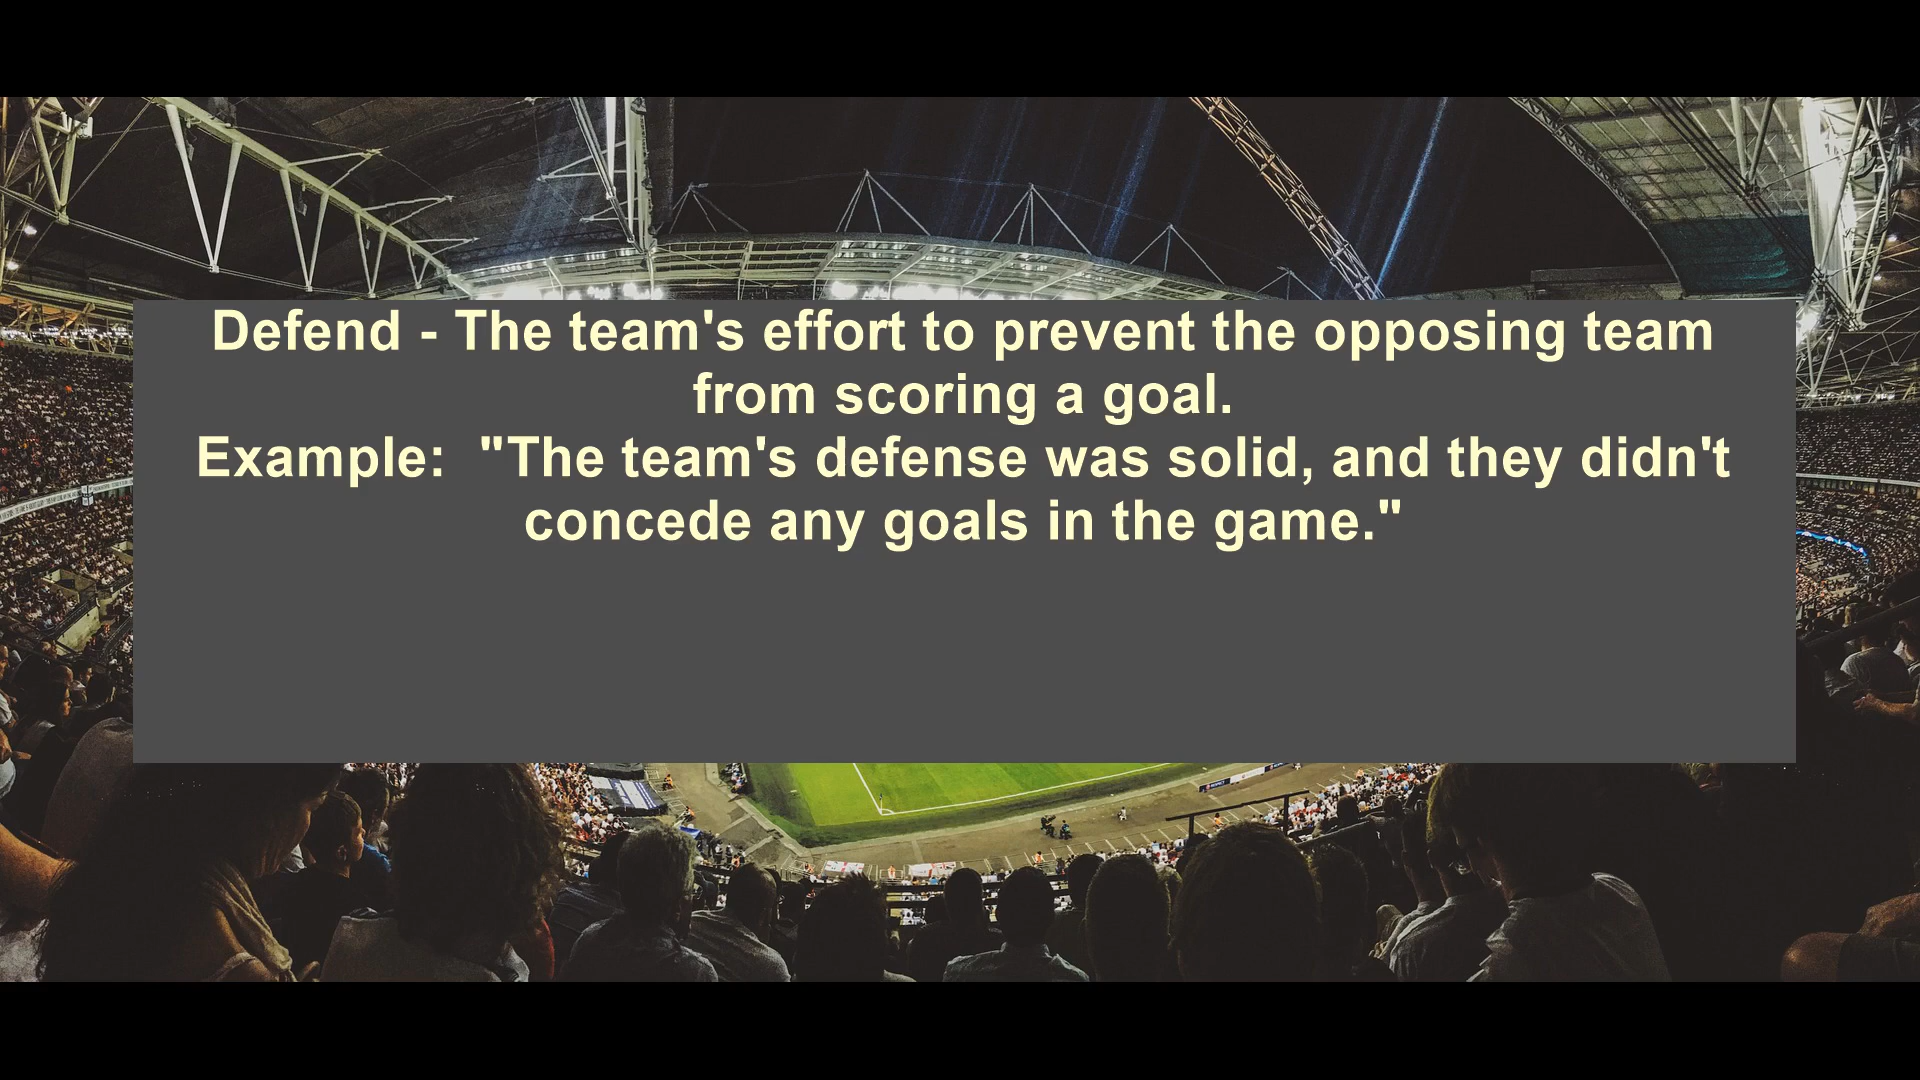 Defend - The team's effort to prevent the opposing team
from scoring a goal.
Example:  "The team's defense was solid, and they didn't
concede any goals in the game."